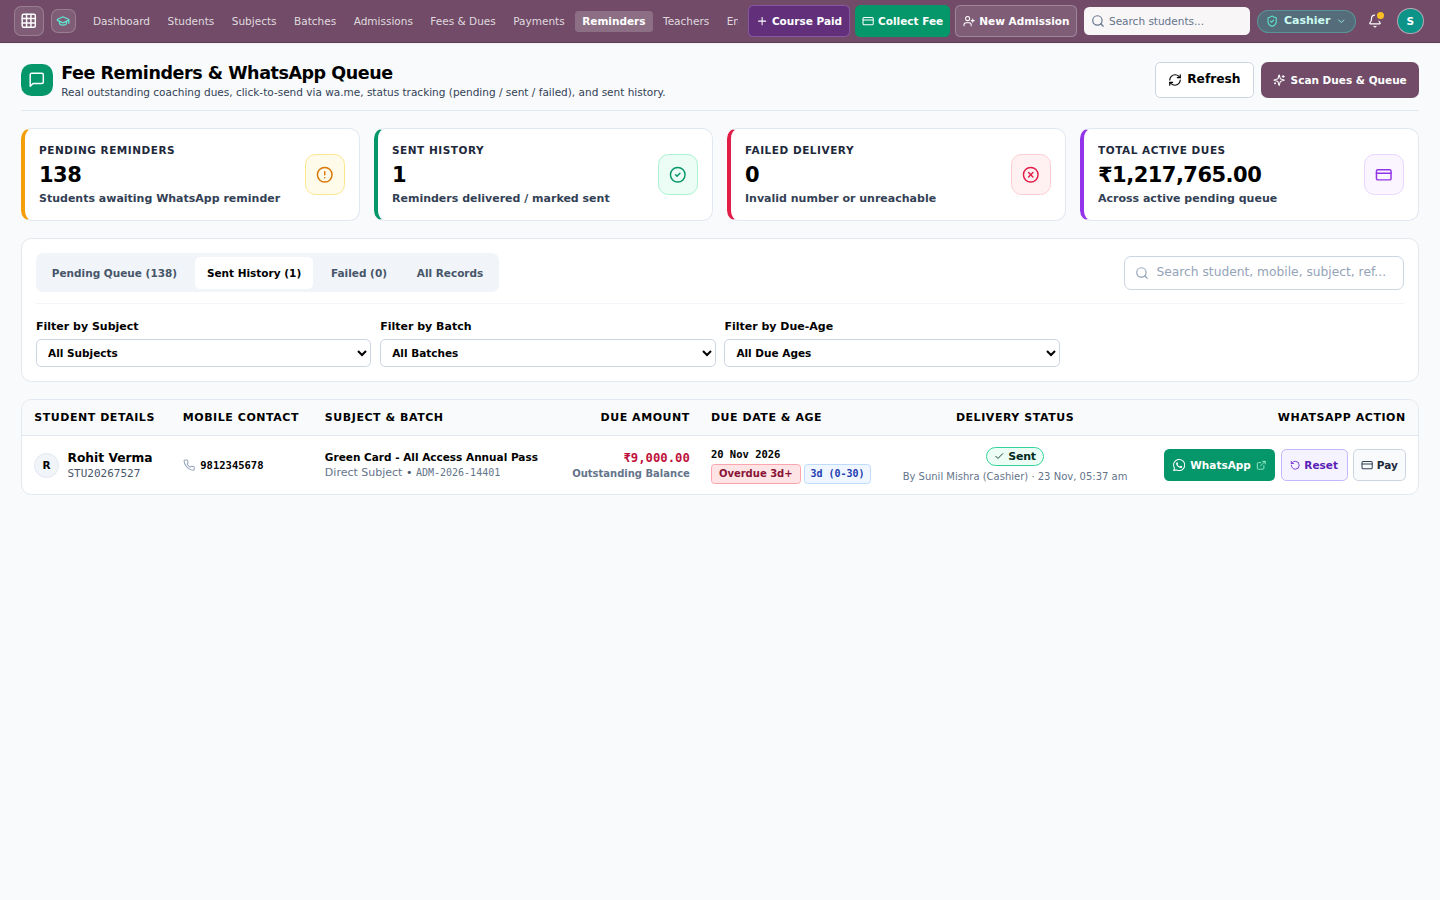 Dashboard Students Subjects Batches Admissions Fees & Dues Payments Reminders Teachers Course Paid Collect Fee New Admission Search students... Cashier S
Fee Reminders & WhatsApp Queue
Real outstanding coaching dues, click-to-send via wa.me, status tracking (pending / sent / failed), and sent history.
Refresh Scan Dues & Queue
PENDING REMINDERS
138
Students awaiting WhatsApp reminder
SENT HISTORY
1
Reminders delivered / marked sent
FAILED DELIVERY
0
Invalid number or unreachable
TOTAL ACTIVE DUES
₹1,217,765.00
Across active pending queue
Pending Queue (138) Sent History (1) Failed (0) All Records Search student, mobile, subject, ref...
Filter by Subject Filter by Batch Filter by Due-Age
All Subjects All Batches All Due Ages
STUDENT DETAILS MOBILE CONTACT SUBJECT & BATCH DUE AMOUNT DUE DATE & AGE DELIVERY STATUS WHATSAPP ACTION
R Rohit Verma
STU20267527
9812345678
Green Card - All Access Annual Pass
Direct Subject • ADM-2026-14401
₹9,000.00
Outstanding Balance
20 Nov 2026
Overdue 3d+ 3d (0-30)
Sent
By Sunil Mishra (Cashier) · 23 Nov, 05:37 am
WhatsApp Reset Pay